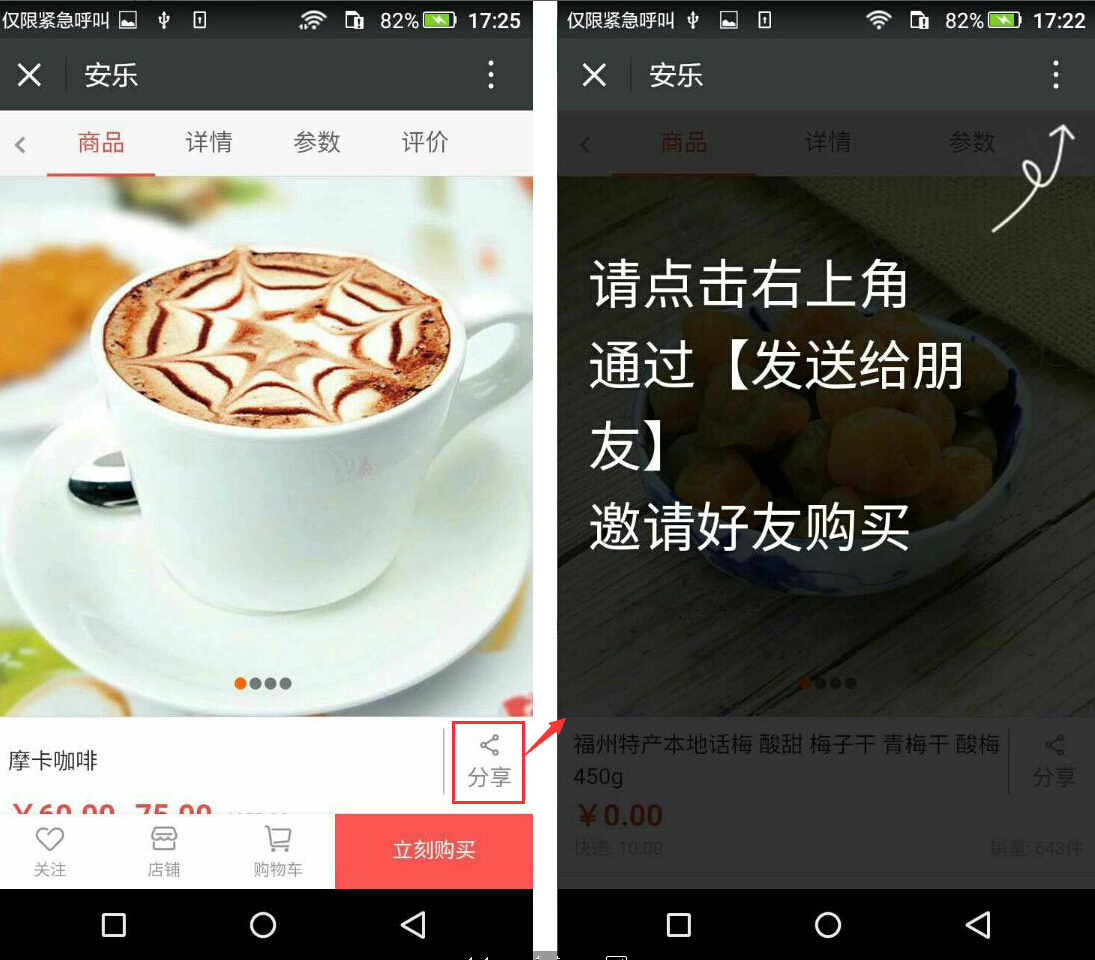 仅限紧急呼叫 82% 17:25
安乐
商品 详情 参数 评价
摩卡咖啡
分享
¥60.00 - 75.00
关注 店铺 购物车 立刻购买
仅限紧急呼叫 82% 17:22
安乐
商品 详情 参数
请点击右上角
通过【发送给朋
友】
邀请好友购买
福州特产本地话梅 酸甜 梅子干 青梅干 酸梅
450g
分享
¥0.00
快递: 10.00 销量: 643件